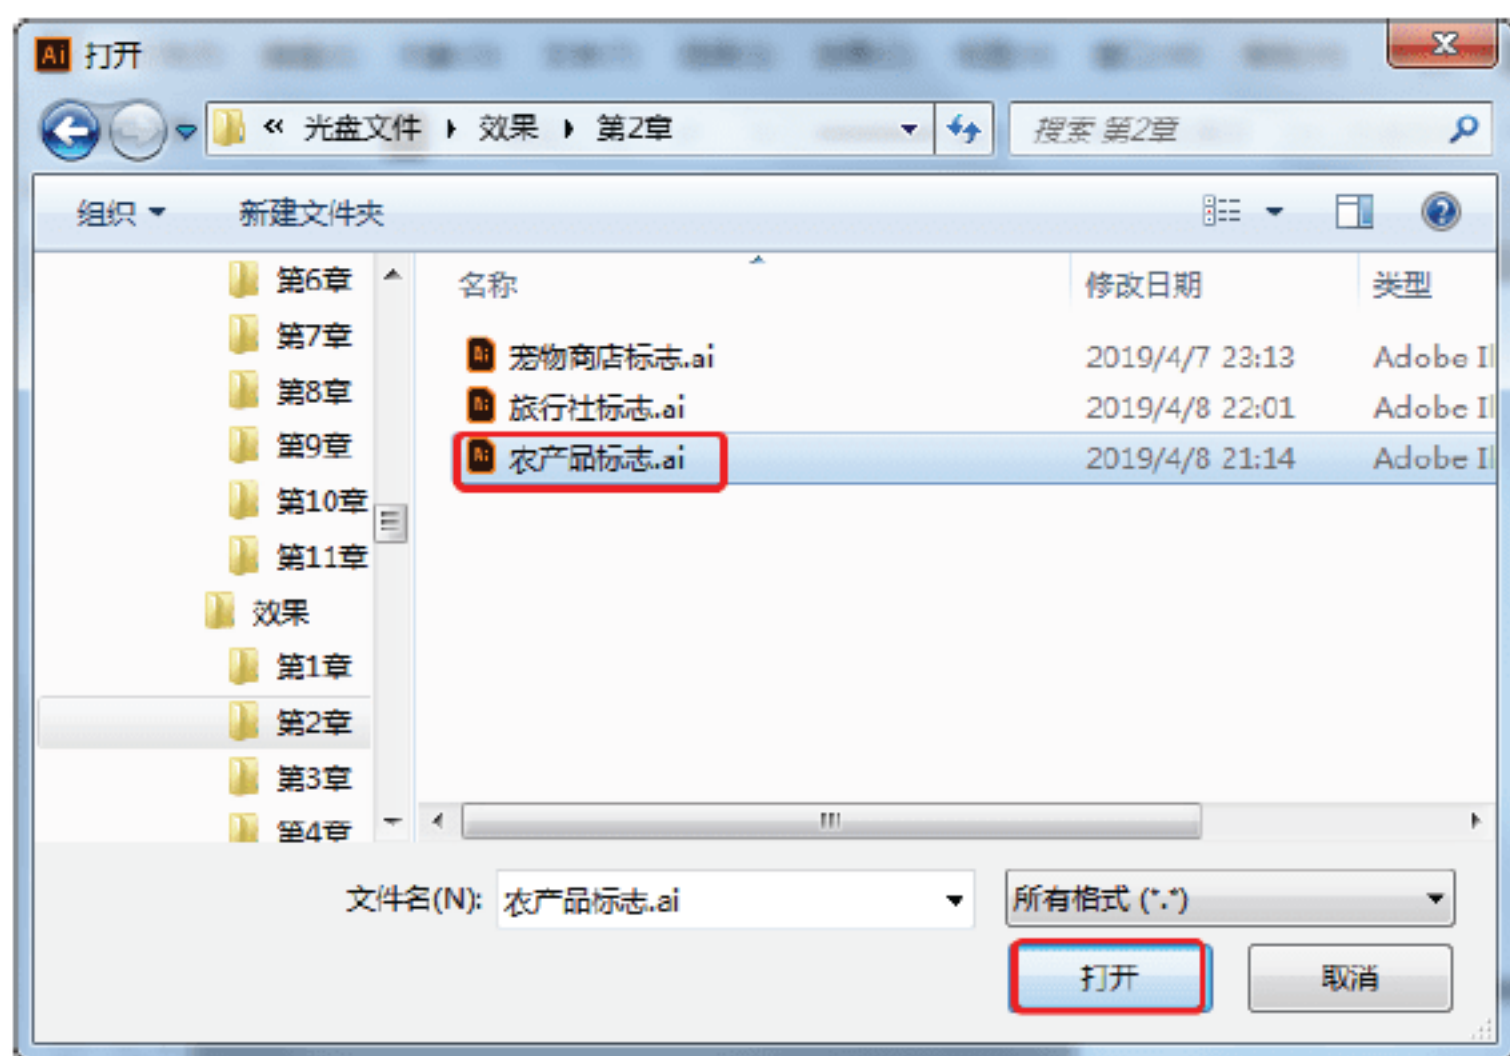 Ai 打开
« 光盘文件 ▸ 效果 ▸ 第2章 搜索 第2章
组织 新建文件夹
名称 修改日期 类型
第6章
第7章
第8章
第9章
第10章
第11章
效果
第1章
第2章
第3章
第4章
宠物商店标志.ai 2019/4/7 23:13 Adobe Il
旅行社标志.ai 2019/4/8 22:01 Adobe Il
农产品标志.ai 2019/4/8 21:14 Adobe Il
文件名(N): 农产品标志.ai 所有格式 (*.*)
打开 取消